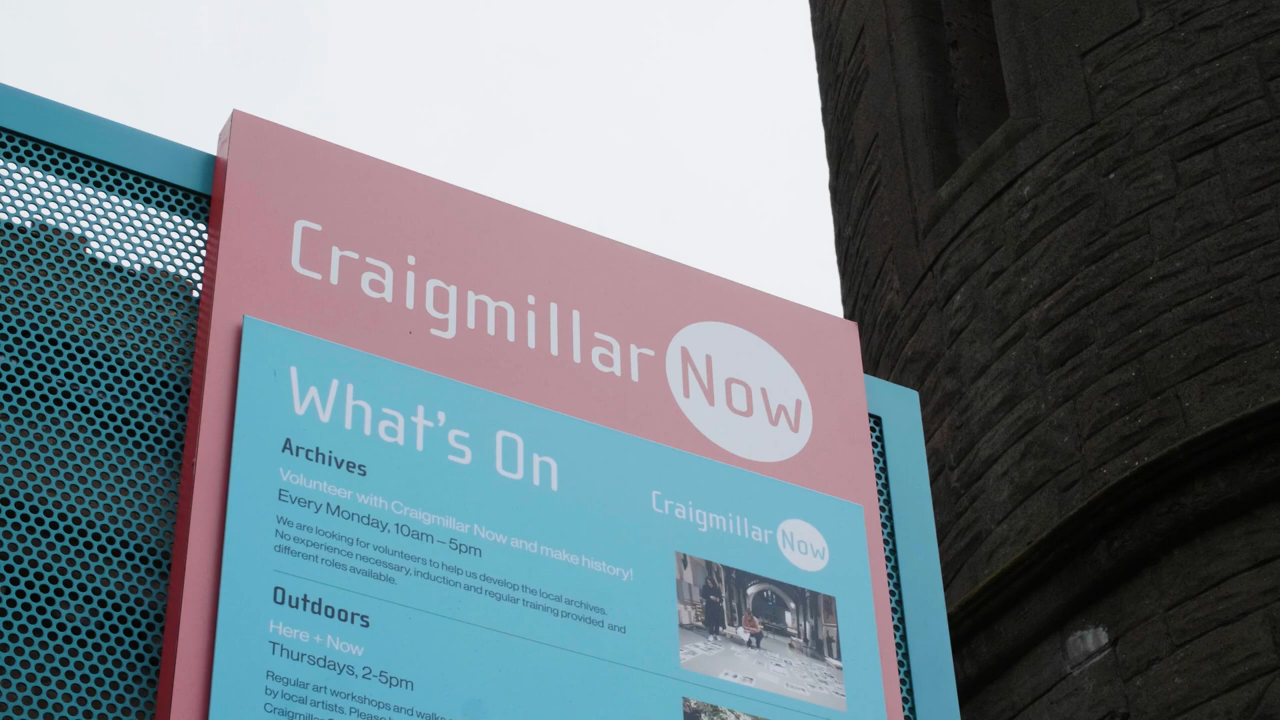 Craigmillar Now
What's On
Craigmillar Now
Archives
Volunteer with Craigmillar Now and make history!
Every Monday, 10am – 5pm
We are looking for volunteers to help us develop the local archives.
No experience necessary, induction and regular training provided and
different roles available.
Outdoors
Here + Now
Thursdays, 2-5pm
Regular art workshops and walks
by local artists. Please
Craigmillar